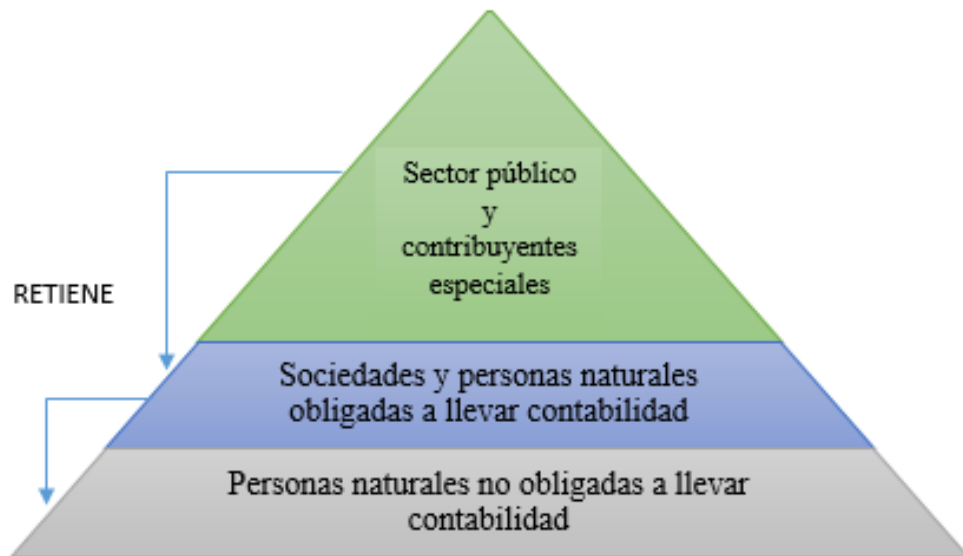 Sector público
y
contribuyentes
especiales
RETIENE
Sociedades y personas naturales
obligadas a llevar contabilidad
Personas naturales no obligadas a llevar
contabilidad